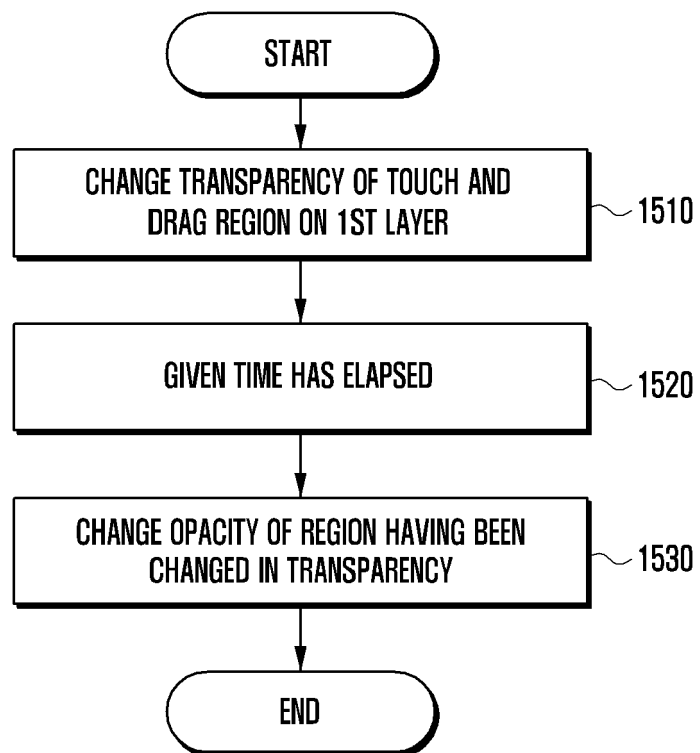 START
CHANGE TRANSPARENCY OF TOUCH AND
DRAG REGION ON 1ST LAYER
1510
GIVEN TIME HAS ELAPSED
1520
CHANGE OPACITY OF REGION HAVING BEEN
CHANGED IN TRANSPARENCY
1530
END